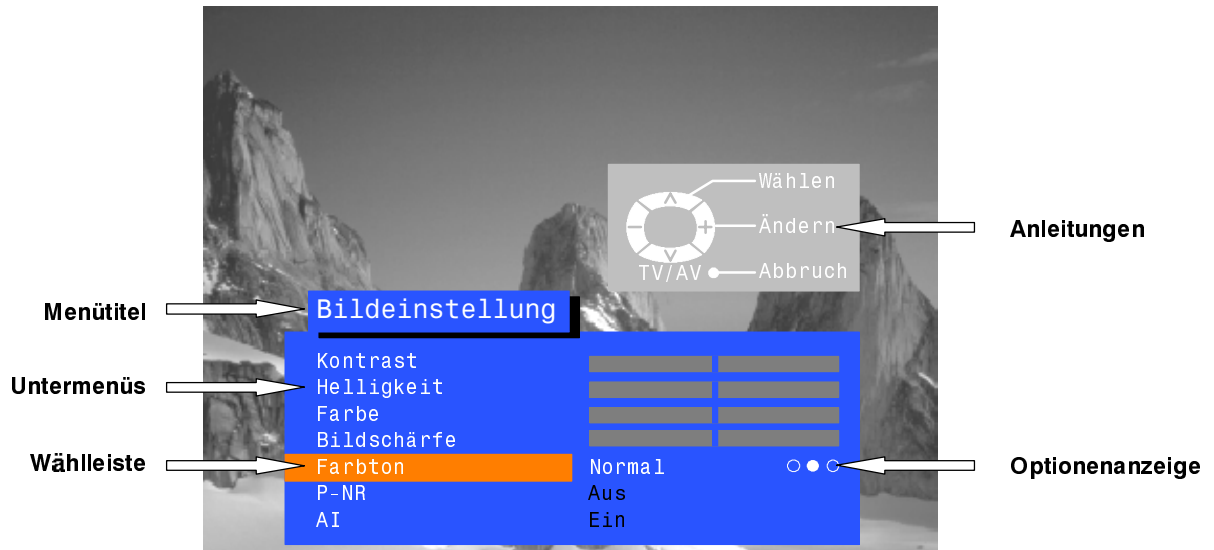 Wählen
Ändern
TV/AV Abbruch
Anleitungen
Menütitel
Bildeinstellung
Kontrast
Untermenüs
Helligkeit
Farbe
Bildschärfe
Wählleiste
Farbton Normal
Optionenanzeige
P-NR Aus
AI Ein